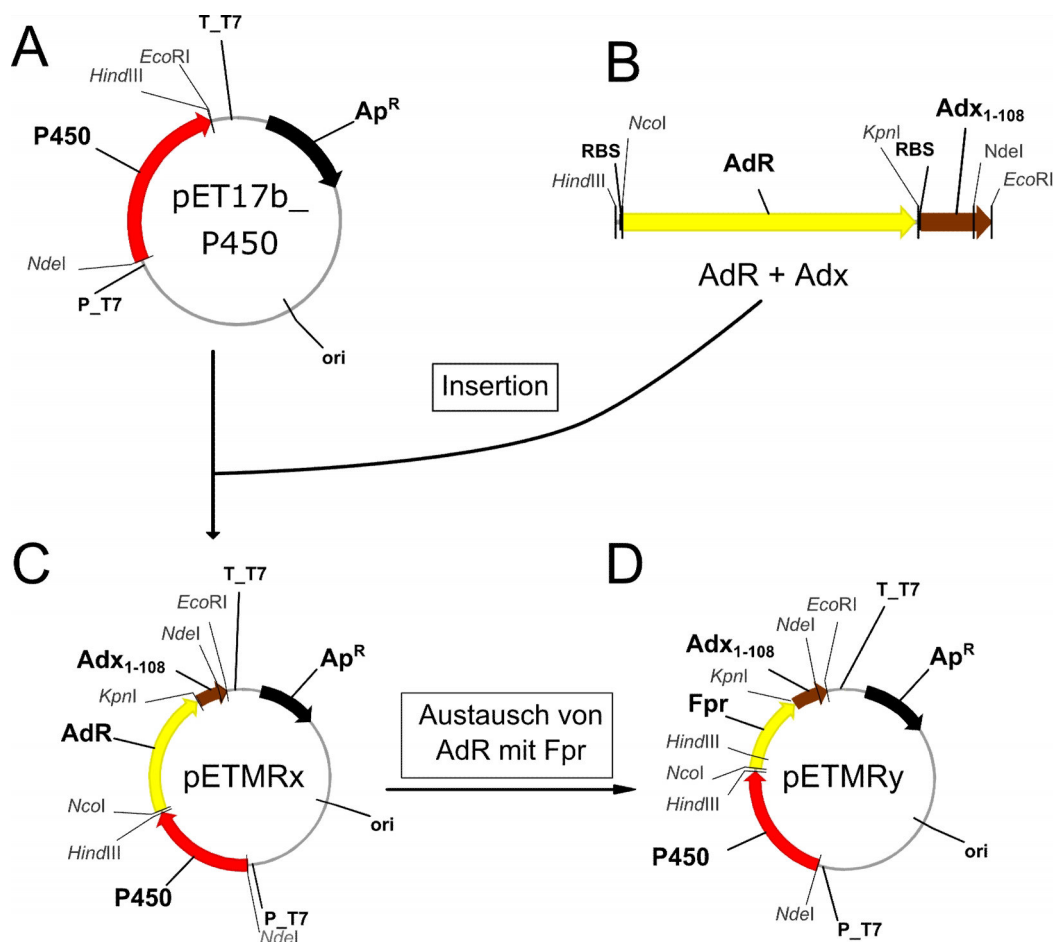 A
T_T7
EcoRI
HindIII
Ap^R
P450
pET17b_
P450
NdeI
P_T7
ori
B
NcoI
RBS
HindIII
AdR
KpnI
RBS
Adx₁₋₁₀₈
NdeI
EcoRI
AdR + Adx
Insertion
C
T_T7
EcoRI
NdeI
Adx₁₋₁₀₈
Ap^R
KpnI
AdR
pETMRx
NcoI
HindIII
ori
P450
P_T7
NdeI
Austausch von
AdR mit Fpr
D
T_T7
EcoRI
NdeI
Adx₁₋₁₀₈
Ap^R
KpnI
Fpr
HindIII
NcoI
HindIII
pETMRy
ori
P450
NdeI
P_T7